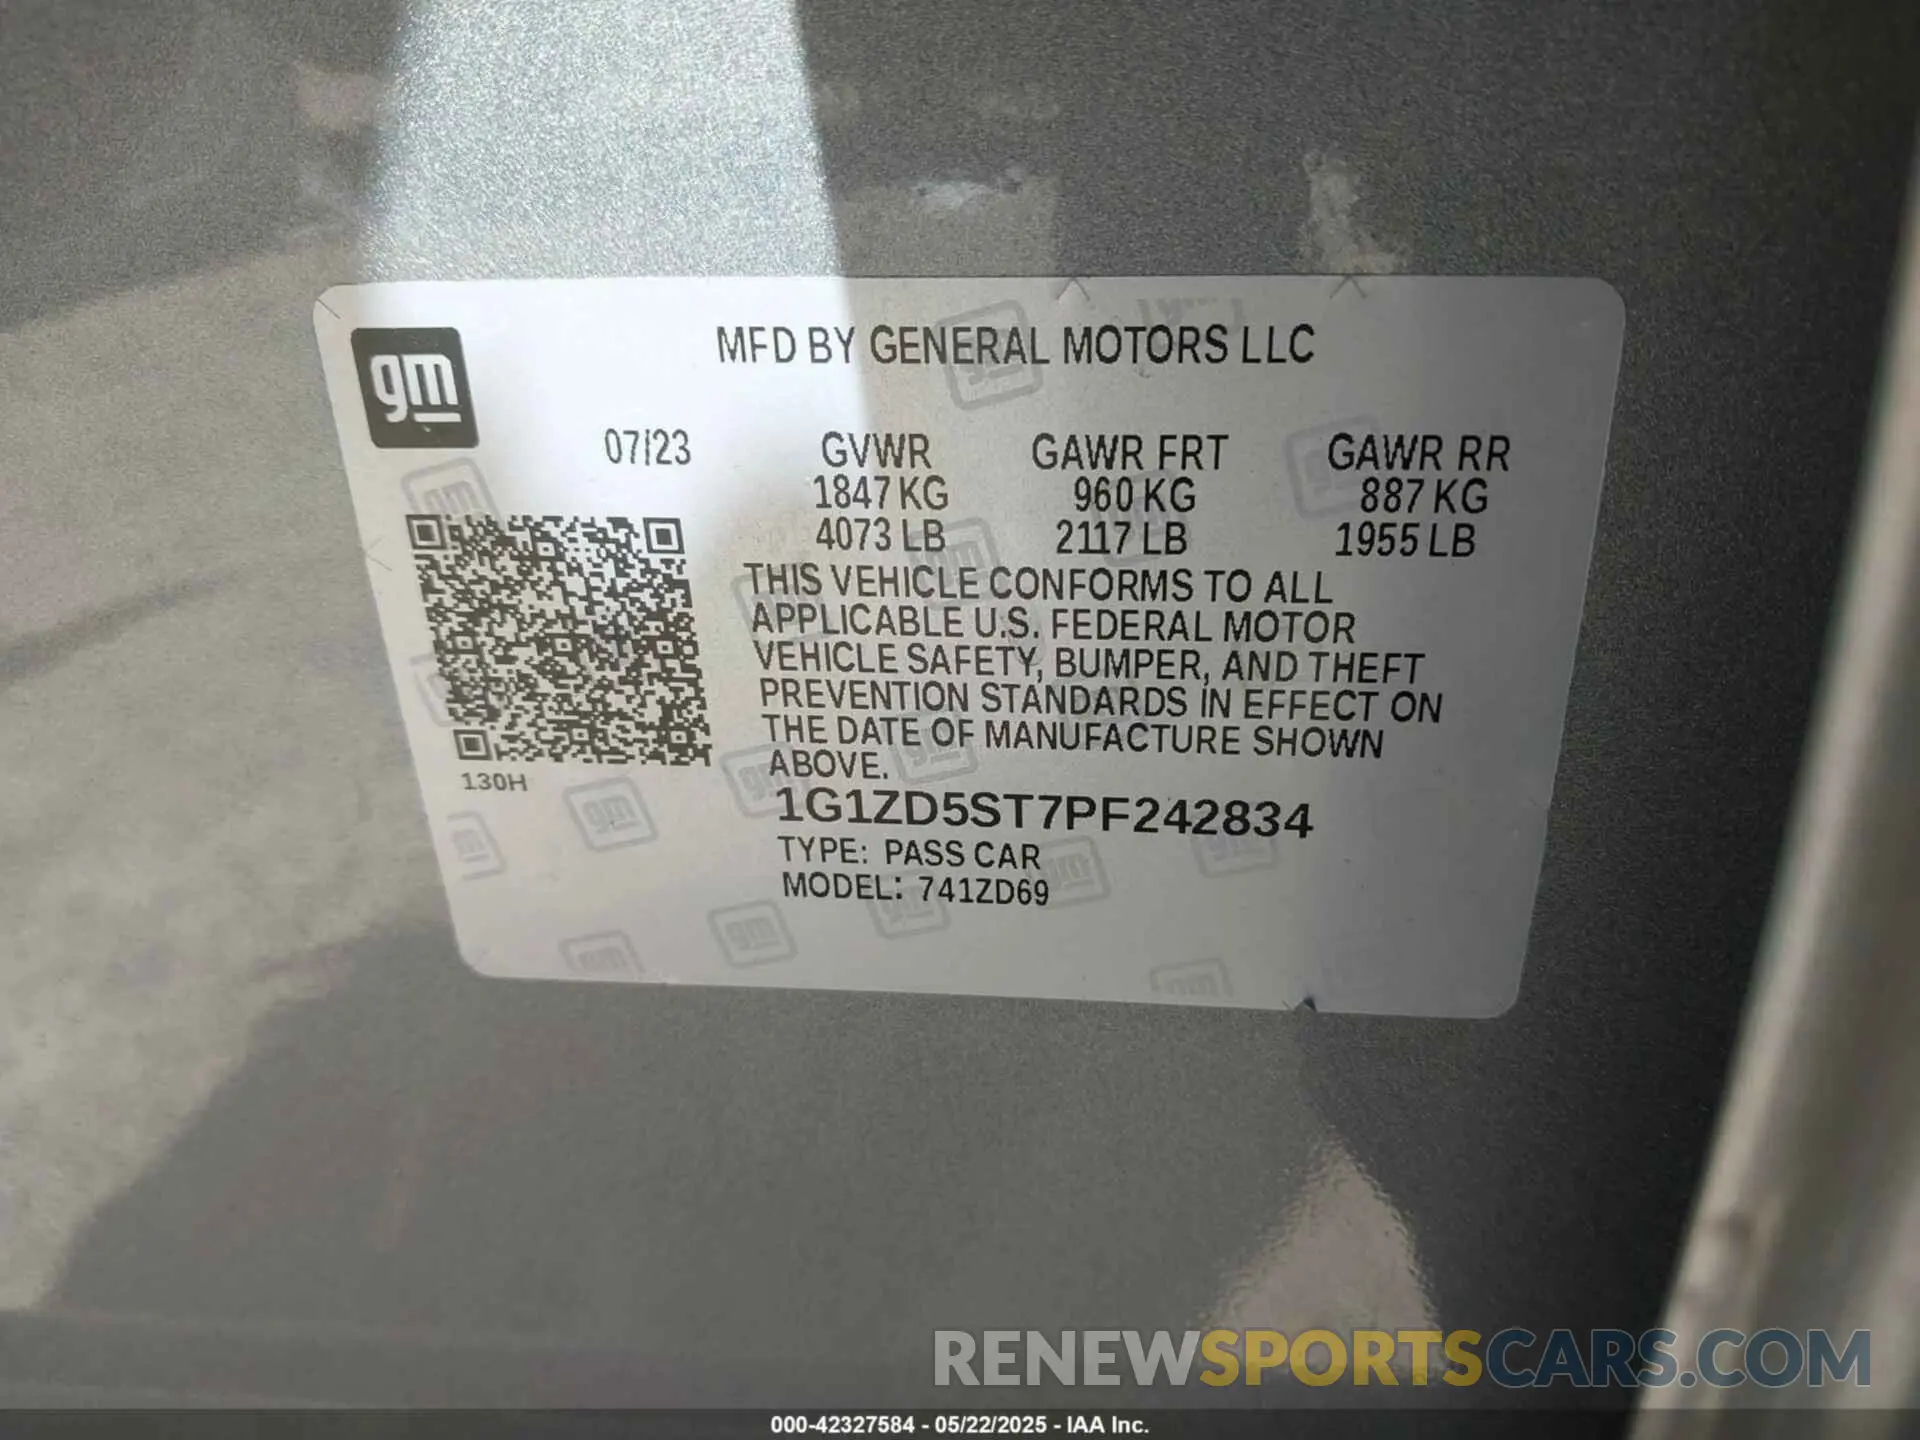 gm
MFD BY GENERAL MOTORS LLC
07/23 GVWR GAWR FRT GAWR RR
1847 KG 960 KG 887 KG
4073 LB 2117 LB 1955 LB
THIS VEHICLE CONFORMS TO ALL
APPLICABLE U.S. FEDERAL MOTOR
VEHICLE SAFETY, BUMPER, AND THEFT
PREVENTION STANDARDS IN EFFECT ON
THE DATE OF MANUFACTURE SHOWN
ABOVE.
130H
1G1ZD5ST7PF242834
TYPE: PASS CAR
MODEL: 741ZD69
RENEWSPORTSCARS.COM
000-42327584 - 05/22/2025 - IAA Inc.